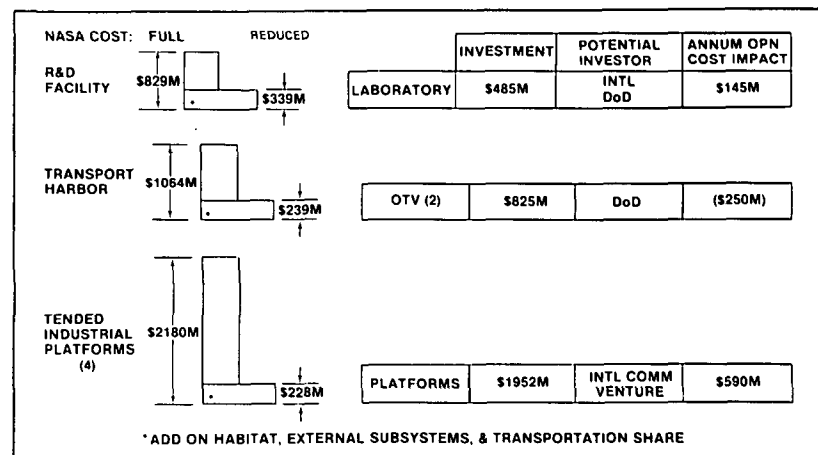 NASA COST: FULL REDUCED
INVESTMENT POTENTIAL INVESTOR ANNUM OPN COST IMPACT
R&D FACILITY $829M $339M
LABORATORY $485M INTL DoD $145M
TRANSPORT HARBOR $1064M $239M
OTV (2) $825M DoD ($250M)
TENDED INDUSTRIAL PLATFORMS (4) $2180M $228M
PLATFORMS $1952M INTL COMM VENTURE $590M
*ADD ON HABITAT, EXTERNAL SUBSYSTEMS, & TRANSPORTATION SHARE